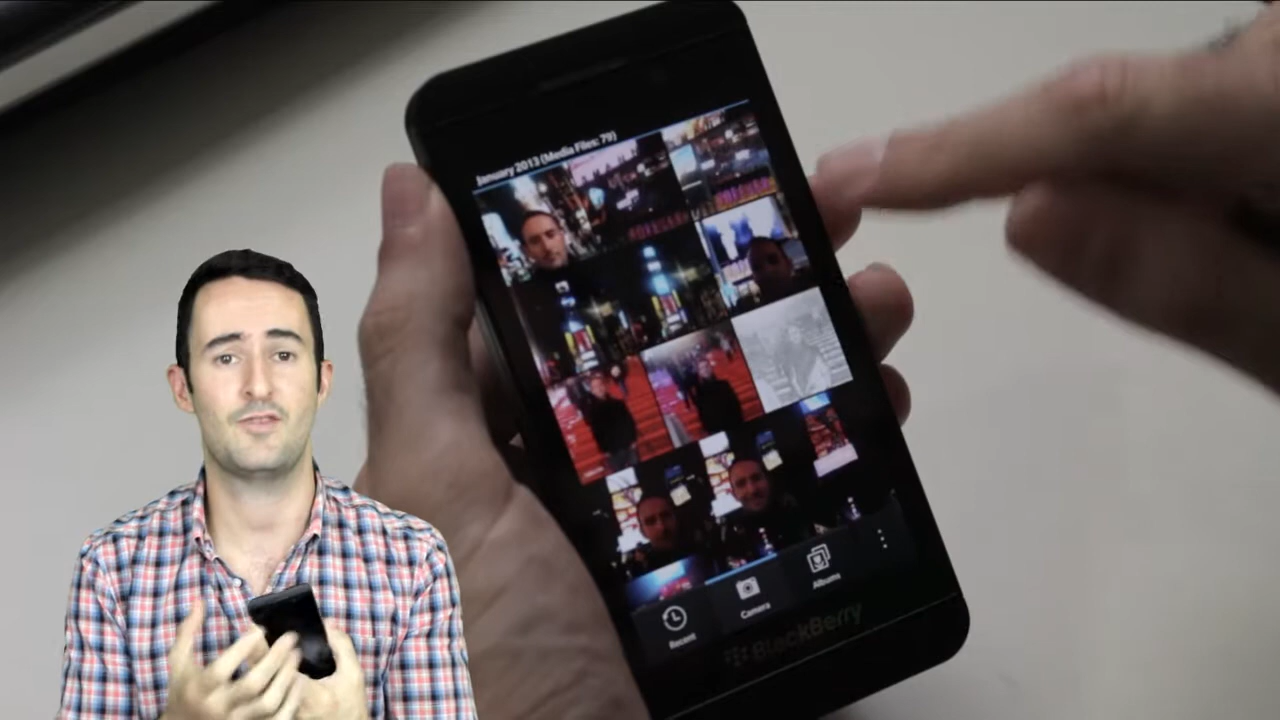 January 2013 (Media Files: 79)
Recent
Camera
Albums
BlackBerry